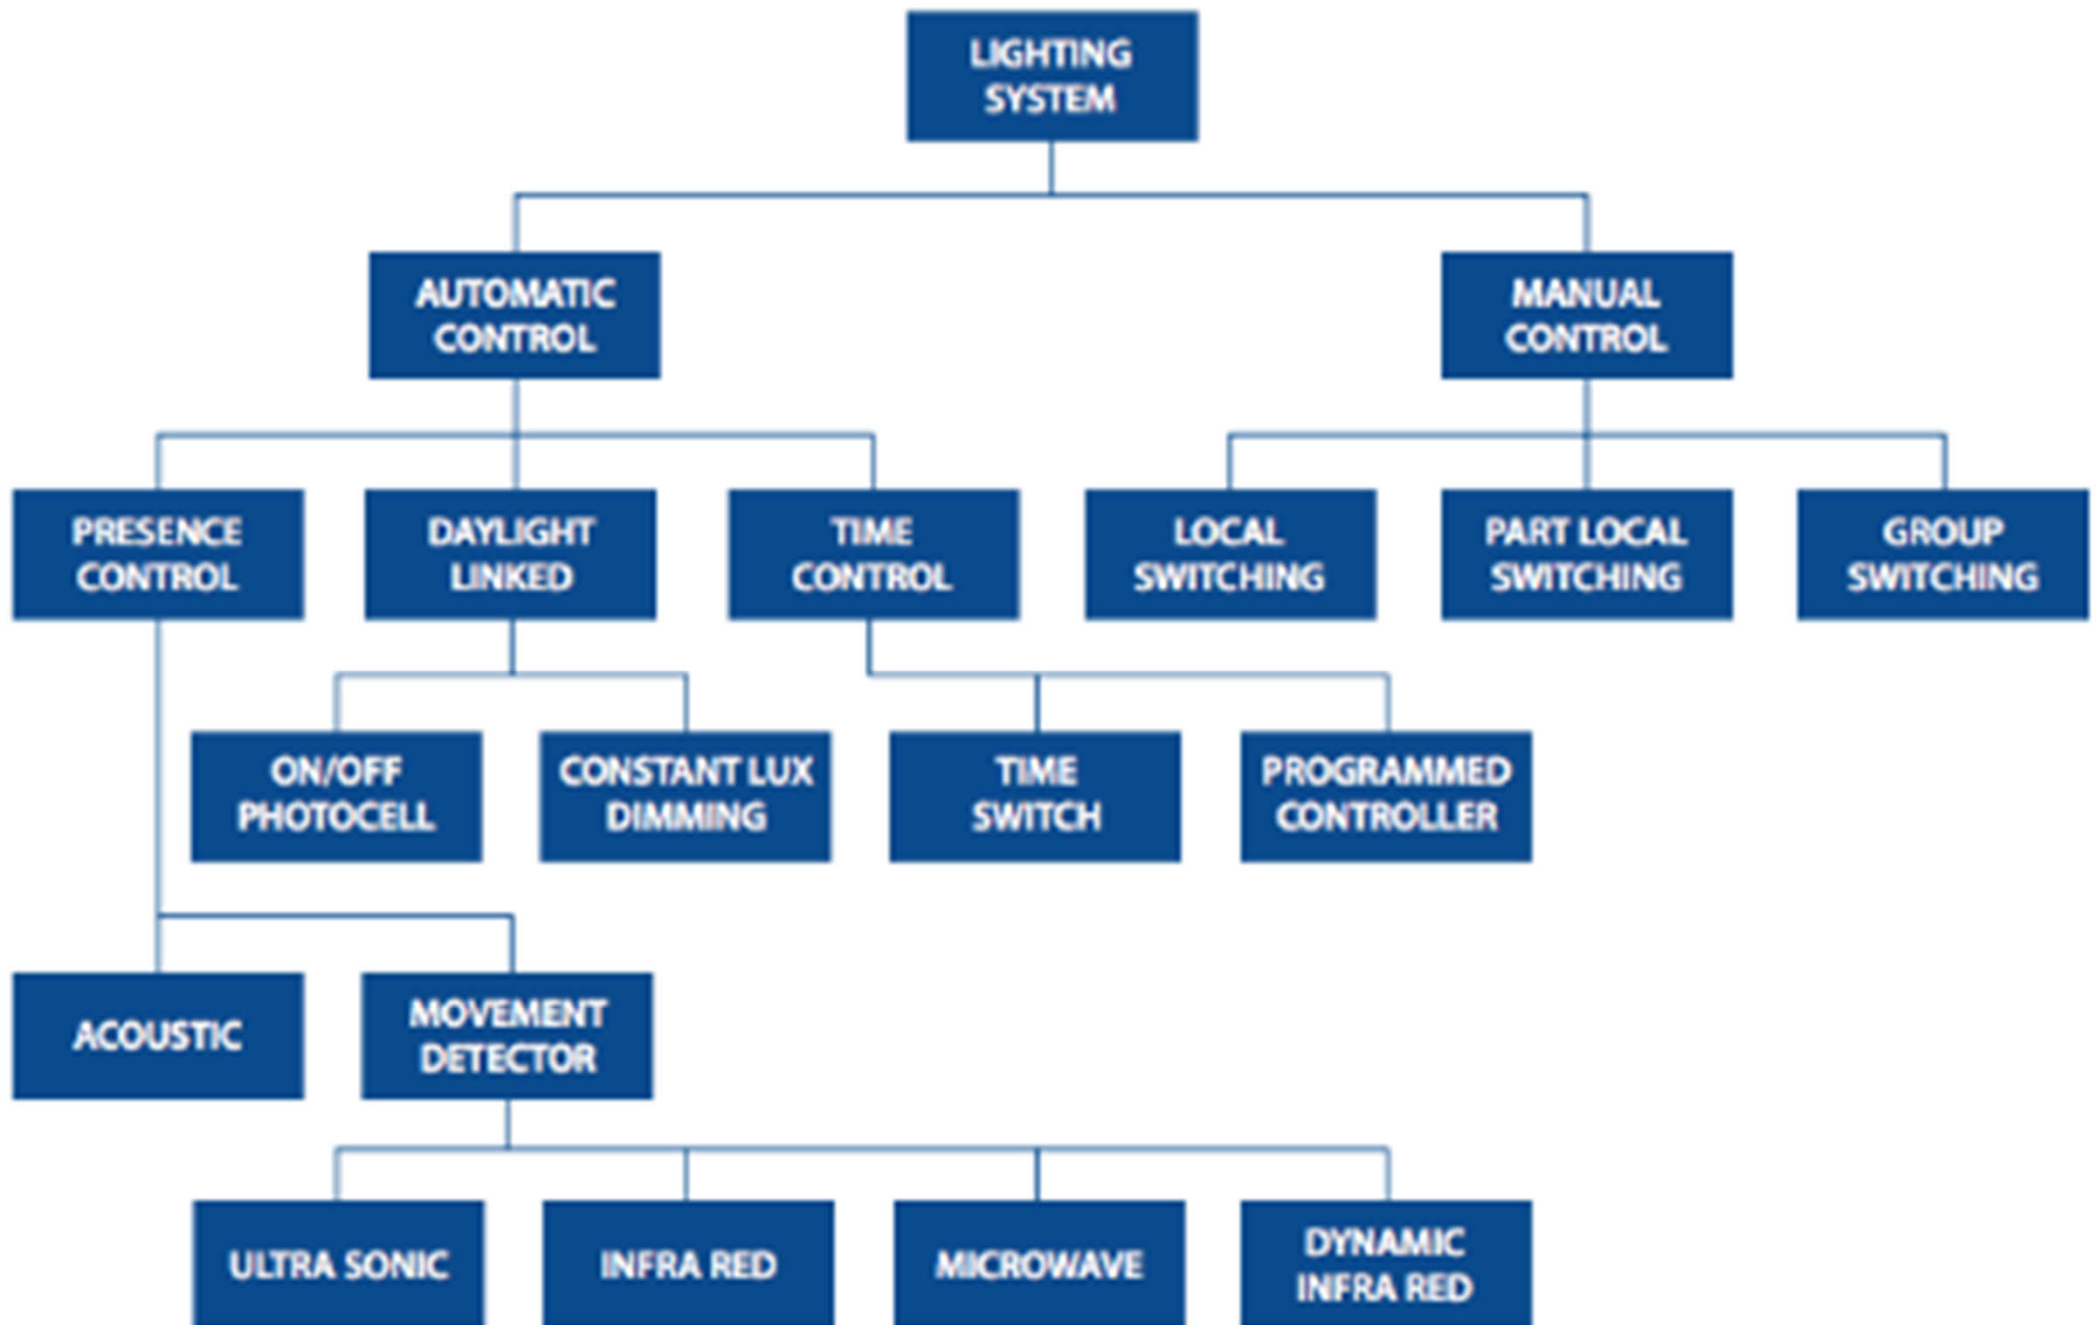 LIGHTING
SYSTEM
AUTOMATIC
CONTROL
MANUAL
CONTROL
PRESENCE
CONTROL
DAYLIGHT
LINKED
TIME
CONTROL
LOCAL
SWITCHING
PART LOCAL
SWITCHING
GROUP
SWITCHING
ON/OFF
PHOTOCELL
CONSTANT LUX
DIMMING
TIME
SWITCH
PROGRAMMED
CONTROLLER
ACOUSTIC
MOVEMENT
DETECTOR
ULTRA SONIC
INFRA RED
MICROWAVE
DYNAMIC
INFRA RED